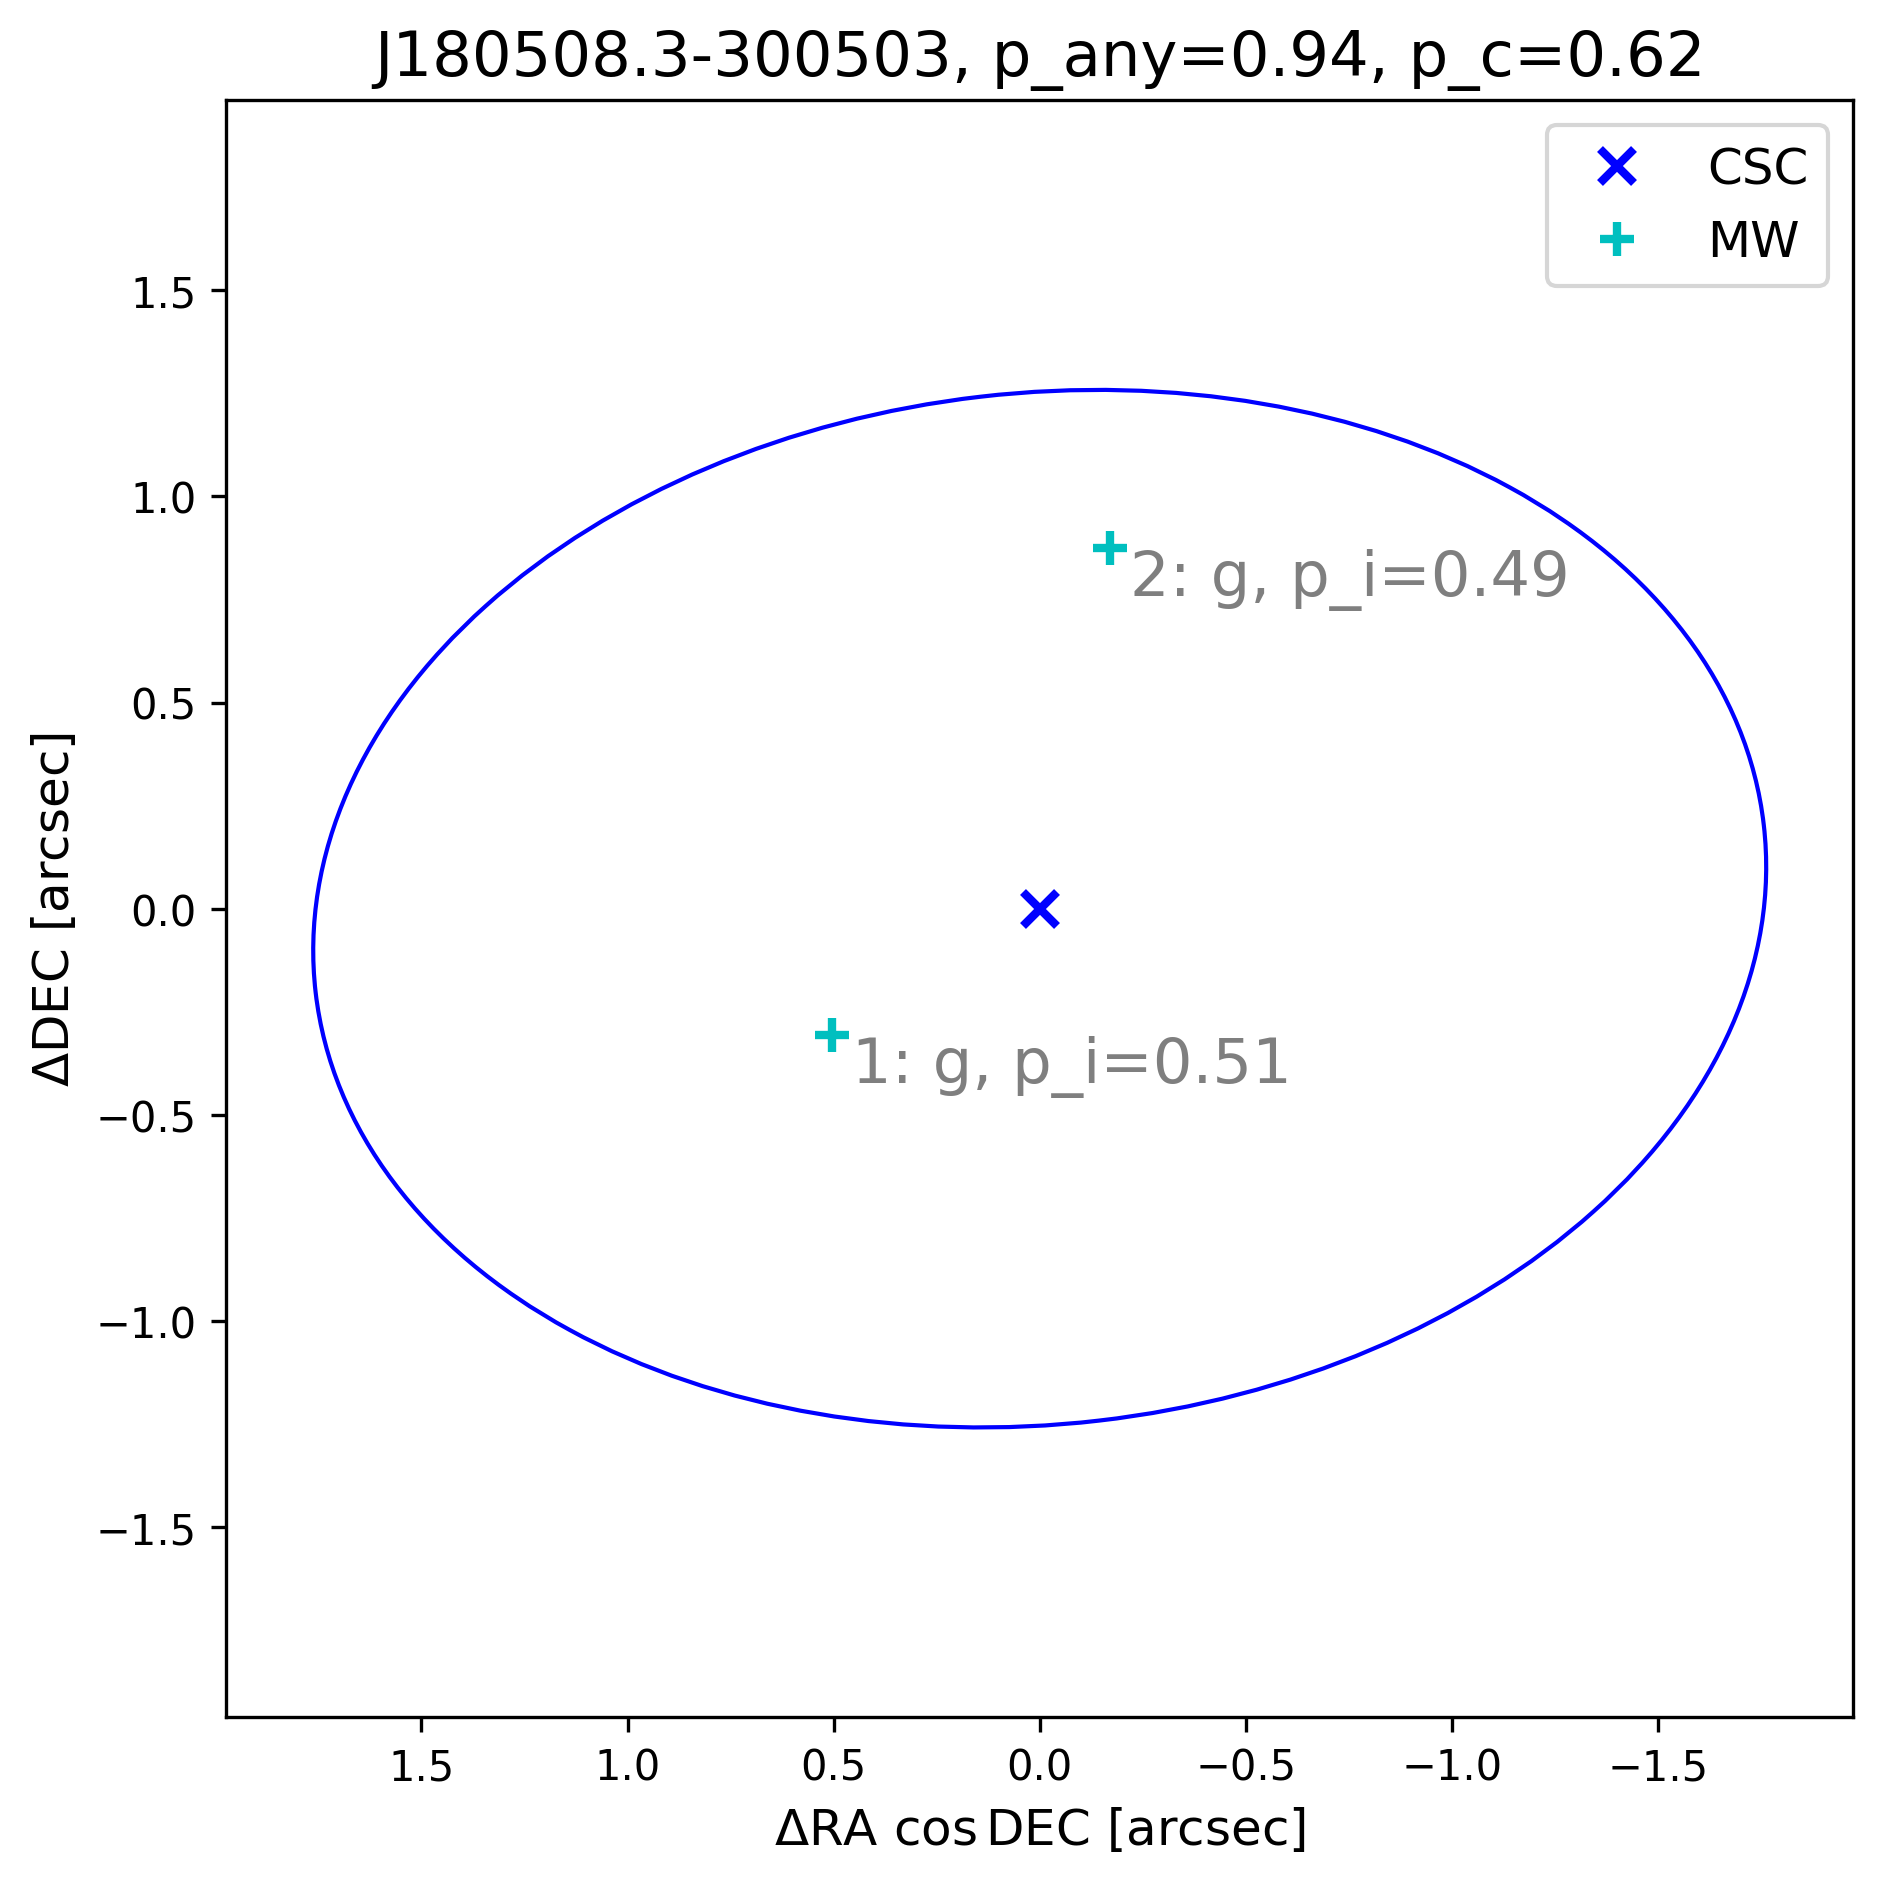 J180508.3-300503, p_any=0.94, p_c=0.62
CSC
MW
1.5
1.0
0.5
0.0
−0.5
−1.0
−1.5
ΔDEC [arcsec]
2: g, p_i=0.49
1: g, p_i=0.51
1.5 1.0 0.5 0.0 −0.5 −1.0 −1.5
ΔRA cos DEC [arcsec]